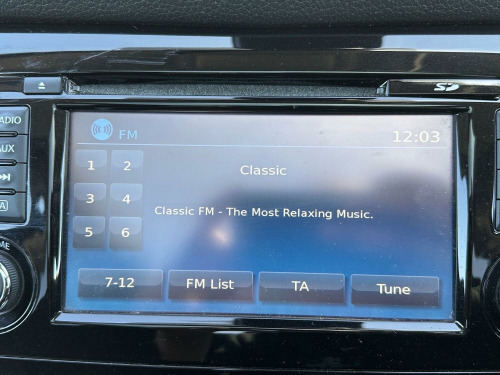 SD
ADIO
AUX
FM
12:03
1 2
Classic
3 4
Classic FM - The Most Relaxing Music.
5 6
7-12 FM List TA Tune